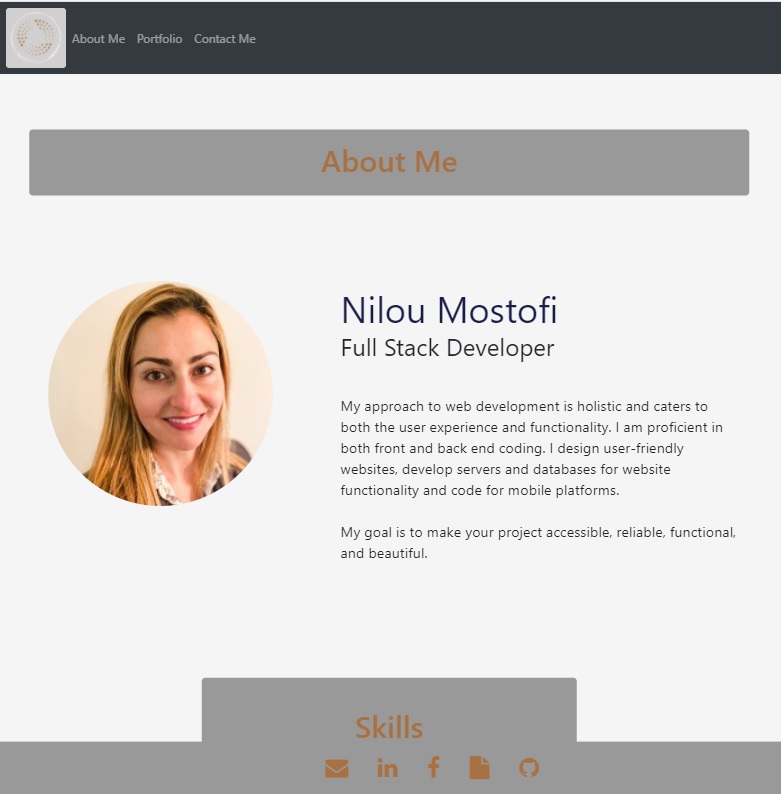 About Me Portfolio Contact Me
About Me
Nilou Mostofi
Full Stack Developer
My approach to web development is holistic and caters to
both the user experience and functionality. I am proficient in
both front and back end coding. I design user-friendly
websites, develop servers and databases for website
functionality and code for mobile platforms.
My goal is to make your project accessible, reliable, functional,
and beautiful.
Skills